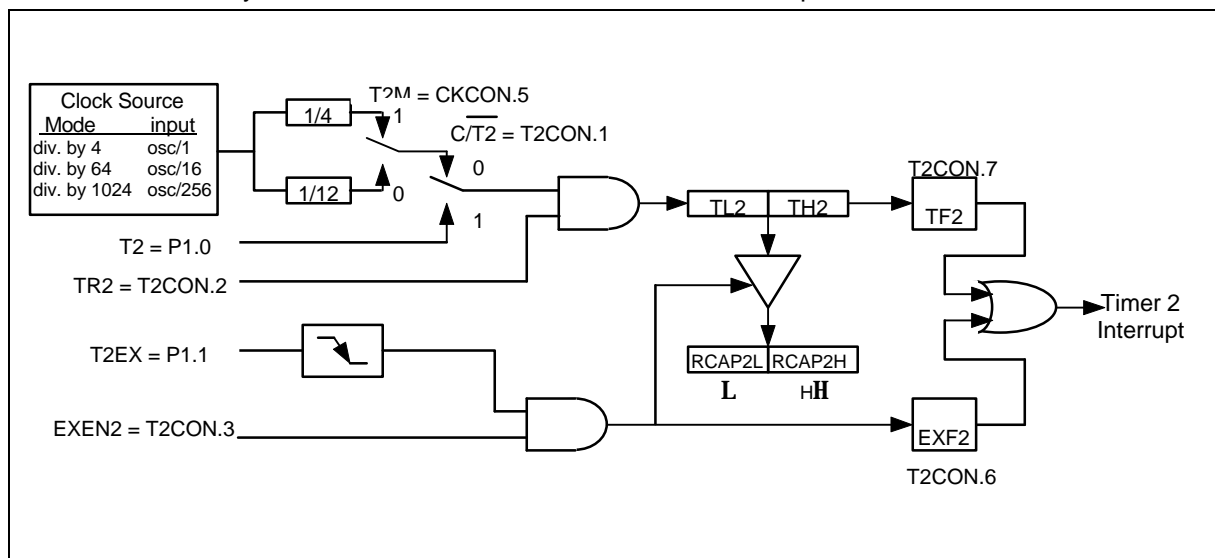 Clock Source
Mode input
div. by 4 osc/1
div. by 64 osc/16
div. by 1024 osc/256
1/4
1/12
T2M = CKCON.5
1
0
C/T2 = T2CON.1
0
1
T2 = P1.0
TR2 = T2CON.2
TL2 TH2
T2CON.7
TF2
T2EX = P1.1
RCAP2L RCAP2H
L HH
EXEN2 = T2CON.3
EXF2
T2CON.6
Timer 2
Interrupt